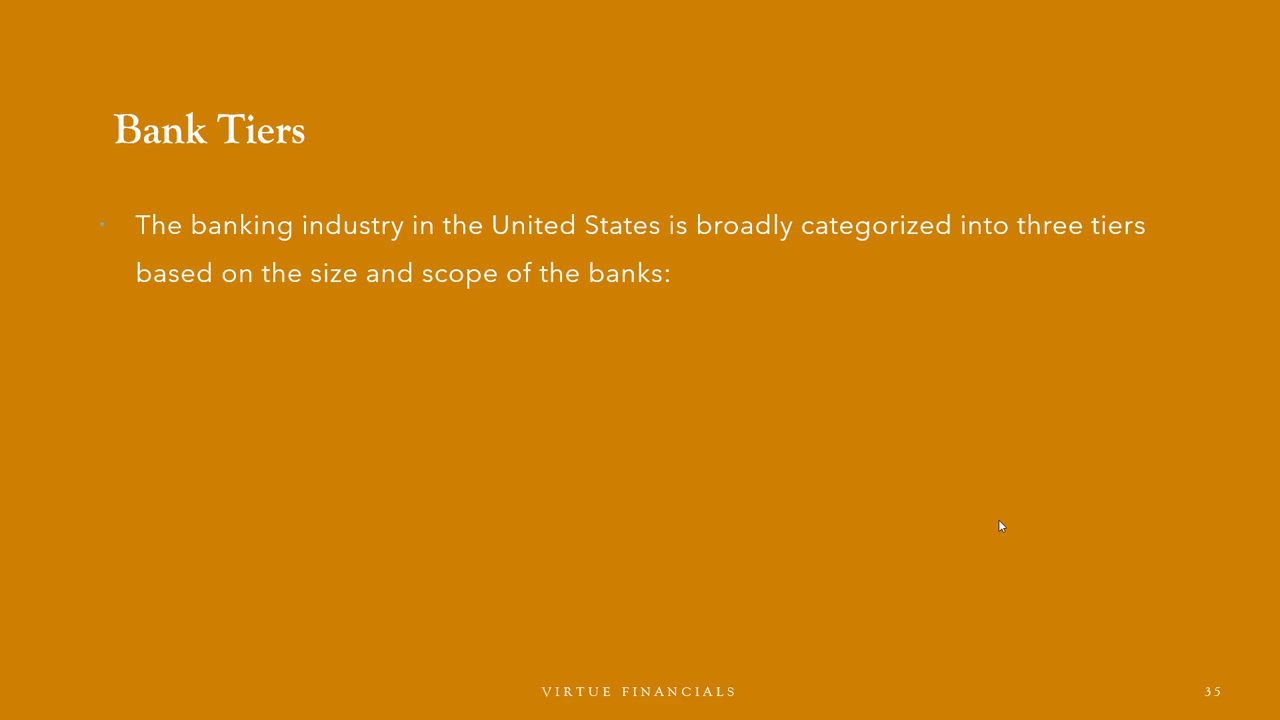 Bank Tiers
• The banking industry in the United States is broadly categorized into three tiers
based on the size and scope of the banks:
VIRTUE FINANCIALS
35